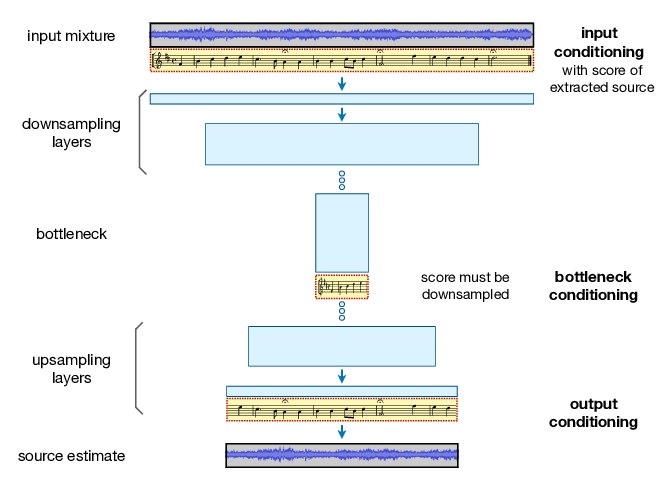 input mixture
input
conditioning
with score of
extracted source
downsampling
layers
bottleneck
score must be
downsampled
bottleneck
conditioning
upsampling
layers
output
conditioning
source estimate